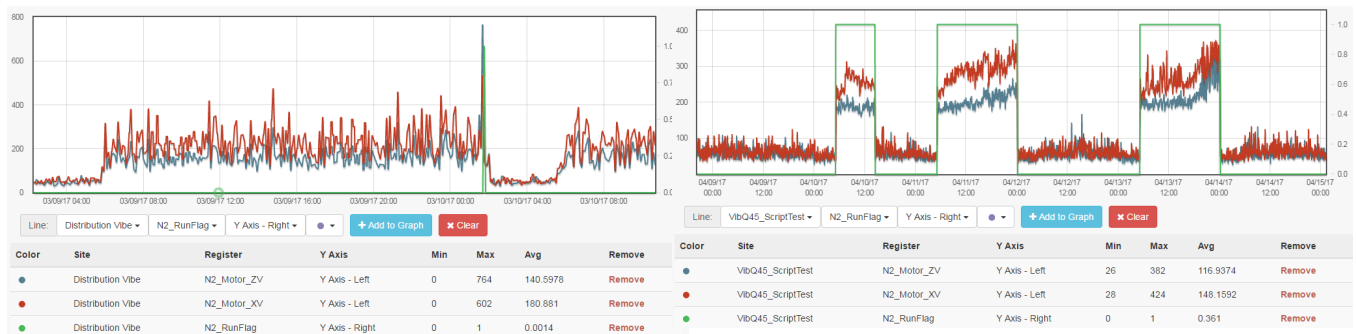 800
600
400
200
0
1.0
0.7
0.5
0.2
0.0
03/09/17 04:00 03/09/17 08:00 03/09/17 12:00 03/09/17 16:00 03/09/17 20:00 03/10/17 00:00 03/10/17 04:00 03/10/17 08:00
Line: Distribution Vibe N2_RunFlag Y Axis - Right + Add to Graph ✖ Clear
Color Site Register Y Axis Min Max Avg Remove
Distribution Vibe N2_Motor_ZV Y Axis - Left 0 764 140.5978 Remove
Distribution Vibe N2_Motor_XV Y Axis - Left 0 602 180.881 Remove
Distribution Vibe N2_RunFlag Y Axis - Right 0 1 0.0014 Remove
400
300
200
100
1.0
0.8
0.6
0.4
0.2
0.0
04/09/17 04/09/17 04/10/17 04/10/17 04/11/17 04/11/17 04/12/17 04/12/17 04/13/17 04/13/17 04/14/17 04/14/17 04/15/17
00:00 12:00 00:00 12:00 00:00 12:00 00:00 12:00 00:00 12:00 00:00 12:00 00:00
Line: VibQ45_ScriptTest N2_RunFlag Y Axis - Right + Add to Graph ✖ Clear
Color Site Register Y Axis Min Max Avg Remove
VibQ45_ScriptTest N2_Motor_ZV Y Axis - Left 26 382 116.9374 Remove
VibQ45_ScriptTest N2_Motor_XV Y Axis - Left 28 424 148.1592 Remove
VibQ45_ScriptTest N2_RunFlag Y Axis - Right 0 1 0.361 Remove